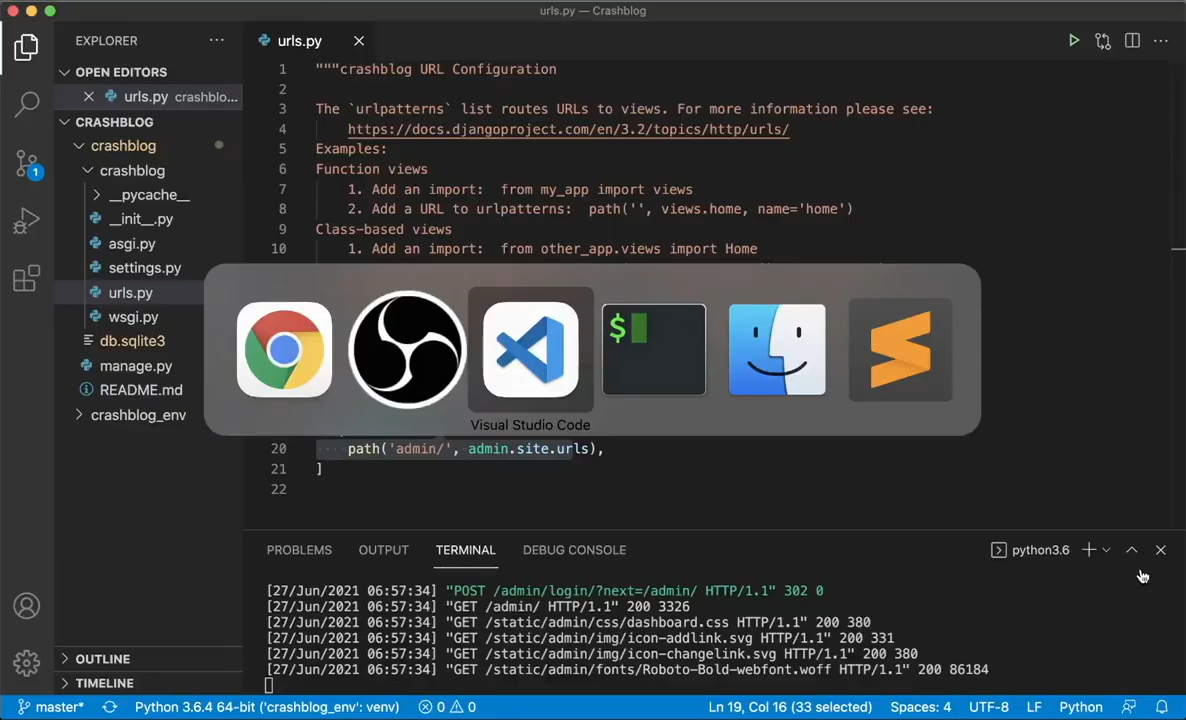 urls.py — Crashblog
EXPLORER
OPEN EDITORS
urls.py crashblo...
CRASHBLOG
crashblog
crashblog
__pycache__
__init__.py
asgi.py
settings.py
urls.py
wsgi.py
db.sqlite3
manage.py
README.md
crashblog_env
OUTLINE
TIMELINE
1
urls.py
1 """crashblog URL Configuration
2
3 The `urlpatterns` list routes URLs to views. For more information please see:
4 https://docs.djangoproject.com/en/3.2/topics/http/urls/
5 Examples:
6 Function views
7 1. Add an import:  from my_app import views
8 2. Add a URL to urlpatterns:  path('', views.home, name='home')
9 Class-based views
10 1. Add an import:  from other_app.views import Home
$
Visual Studio Code
20 path('admin/', admin.site.urls),
21 ]
22
PROBLEMS OUTPUT TERMINAL DEBUG CONSOLE python3.6
[27/Jun/2021 06:57:34] "POST /admin/login/?next=/admin/ HTTP/1.1" 302 0
[27/Jun/2021 06:57:34] "GET /admin/ HTTP/1.1" 200 3326
[27/Jun/2021 06:57:34] "GET /static/admin/css/dashboard.css HTTP/1.1" 200 380
[27/Jun/2021 06:57:34] "GET /static/admin/img/icon-addlink.svg HTTP/1.1" 200 331
[27/Jun/2021 06:57:34] "GET /static/admin/img/icon-changelink.svg HTTP/1.1" 200 380
[27/Jun/2021 06:57:34] "GET /static/admin/fonts/Roboto-Bold-webfont.woff HTTP/1.1" 200 86184
master* Python 3.6.4 64-bit ('crashblog_env': venv) 0 0 Ln 19, Col 16 (33 selected) Spaces: 4 UTF-8 LF Python